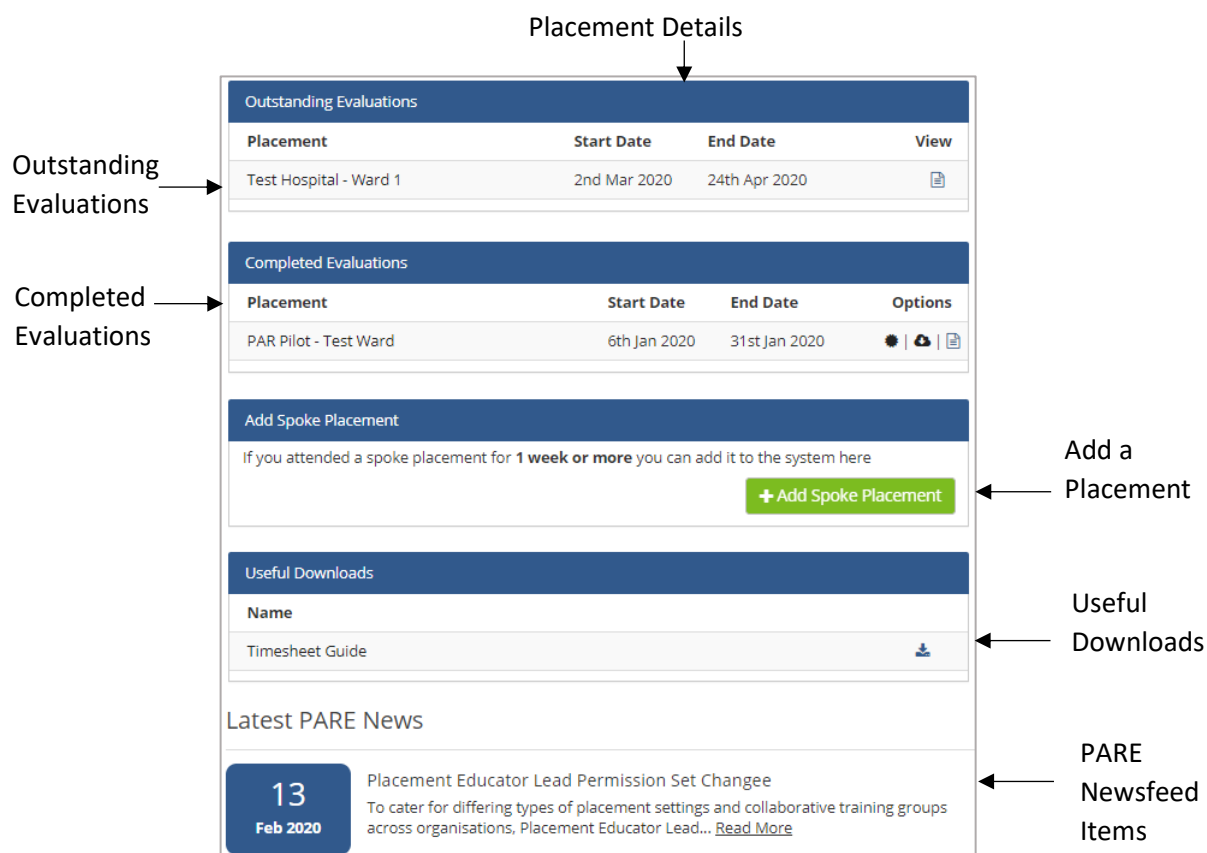 Placement Details
Outstanding Evaluations
Placement Start Date End Date View
Outstanding
Evaluations
Test Hospital - Ward 1 2nd Mar 2020 24th Apr 2020
Completed Evaluations
Completed
Evaluations
Placement Start Date End Date Options
PAR Pilot - Test Ward 6th Jan 2020 31st Jan 2020 | |
Add Spoke Placement
If you attended a spoke placement for 1 week or more you can add it to the system here
+ Add Spoke Placement
Add a
Placement
Useful Downloads
Name
Timesheet Guide
Useful
Downloads
Latest PARE News
13
Feb 2020
Placement Educator Lead Permission Set Changee
To cater for differing types of placement settings and collaborative training groups
across organisations, Placement Educator Lead... Read More
PARE
Newsfeed
Items